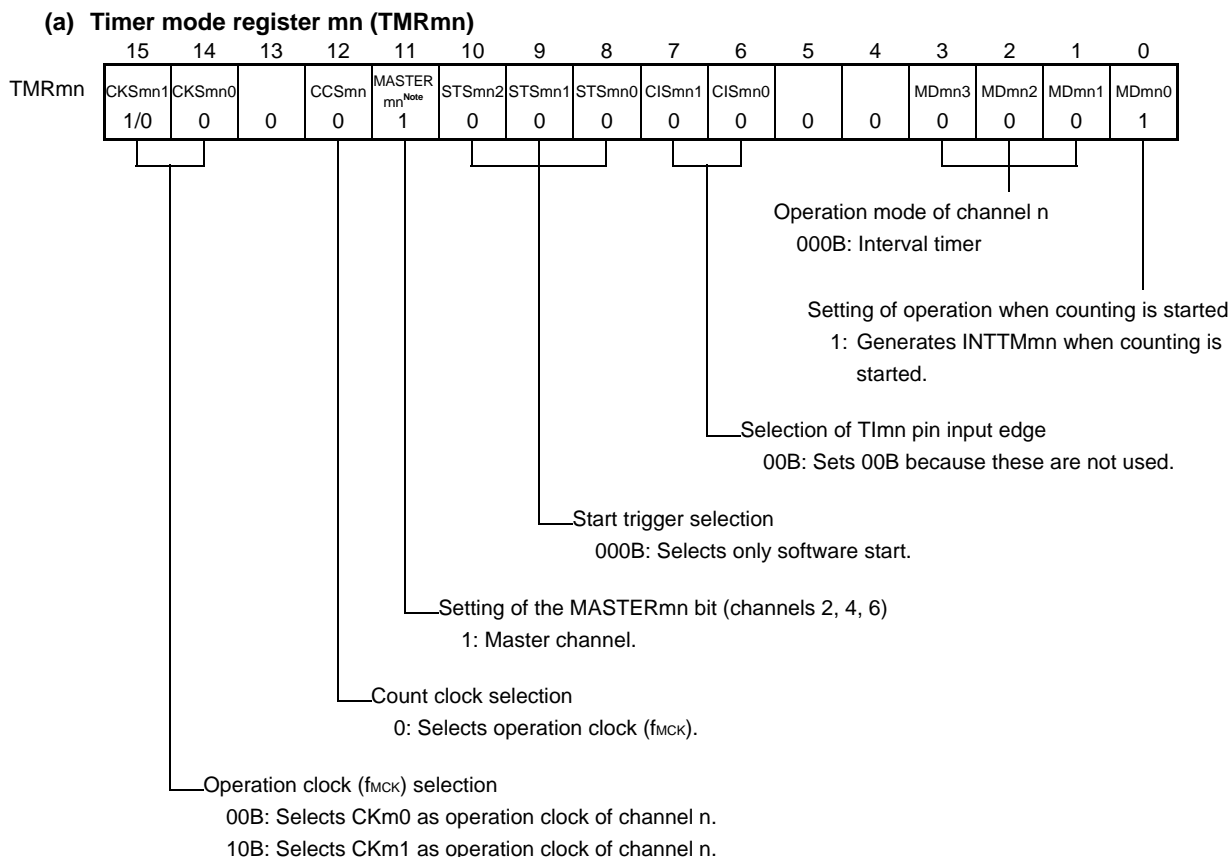 (a) Timer mode register mn (TMRmn)
15 14 13 12 11 10 9 8 7 6 5 4 3 2 1 0
TMRmn CKSmn1 CKSmn0 CCSmn MASTER mn^Note STSmn2 STSmn1 STSmn0 CISmn1 CISmn0 MDmn3 MDmn2 MDmn1 MDmn0
1/0 0 0 0 1 0 0 0 0 0 0 0 0 0 0 1
Operation mode of channel n
000B: Interval timer
Setting of operation when counting is started
1: Generates INTTMmn when counting is
started.
Selection of TImn pin input edge
00B: Sets 00B because these are not used.
Start trigger selection
000B: Selects only software start.
Setting of the MASTERmn bit (channels 2, 4, 6)
1: Master channel.
Count clock selection
0: Selects operation clock (fMCK).
Operation clock (fMCK) selection
00B: Selects CKm0 as operation clock of channel n.
10B: Selects CKm1 as operation clock of channel n.